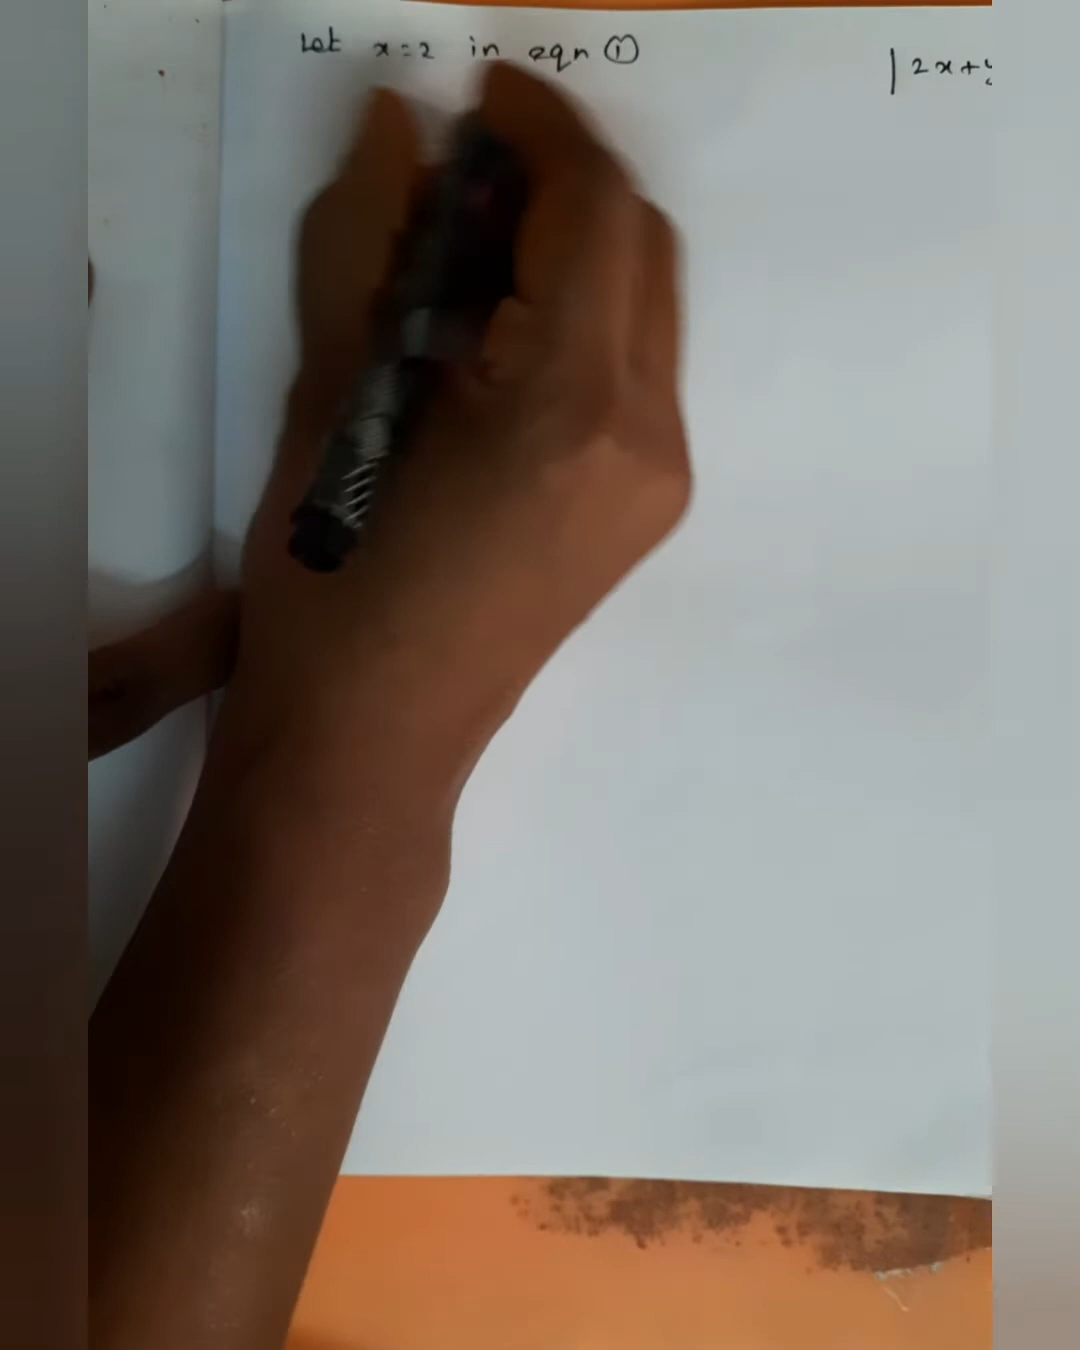 Let x = 2 in eqn ①
| 2x +